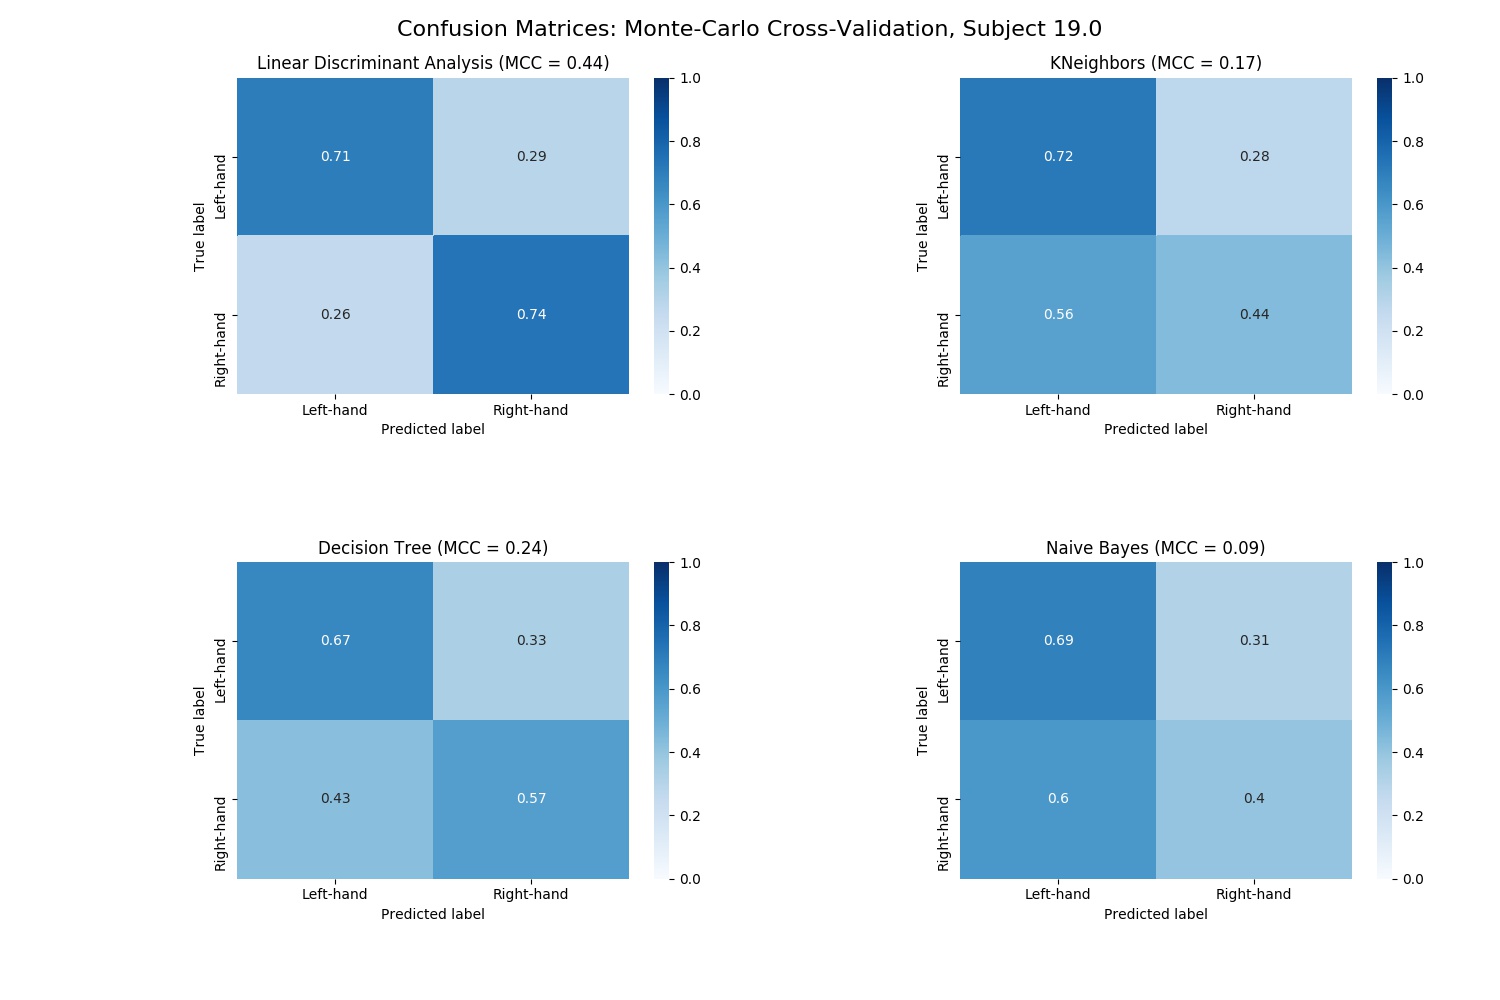 Confusion Matrices: Monte-Carlo Cross-Validation, Subject 19.0
Linear Discriminant Analysis (MCC = 0.44)
True label
Left-hand
Right-hand
0.71 0.29
0.26 0.74
Left-hand Right-hand
Predicted label
1.0
0.8
0.6
0.4
0.2
0.0
KNeighbors (MCC = 0.17)
True label
Left-hand
Right-hand
0.72 0.28
0.56 0.44
Left-hand Right-hand
Predicted label
1.0
0.8
0.6
0.4
0.2
0.0
Decision Tree (MCC = 0.24)
True label
Left-hand
Right-hand
0.67 0.33
0.43 0.57
Left-hand Right-hand
Predicted label
1.0
0.8
0.6
0.4
0.2
0.0
Naive Bayes (MCC = 0.09)
True label
Left-hand
Right-hand
0.69 0.31
0.6 0.4
Left-hand Right-hand
Predicted label
1.0
0.8
0.6
0.4
0.2
0.0